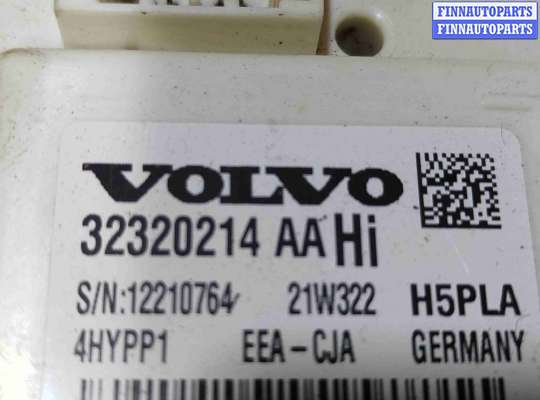 FINNAUTOPARTS
FINNAUTOPARTS
VOLVO
32320214 AA Hi
S/N:12210764 21W322 H5PLA
4HYPP1 EEA-CJA GERMANY